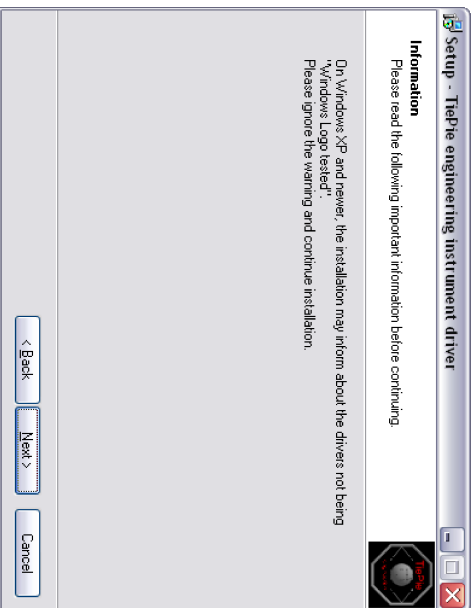 Setup - TiePie engineering instrument driver
Information
Please read the following important information before continuing.
TiePie
On Windows XP and newer, the installation may inform about the drivers not being
"Windows Logo tested".
Please ignore the warning and continue installation.
< Back
Next >
Cancel